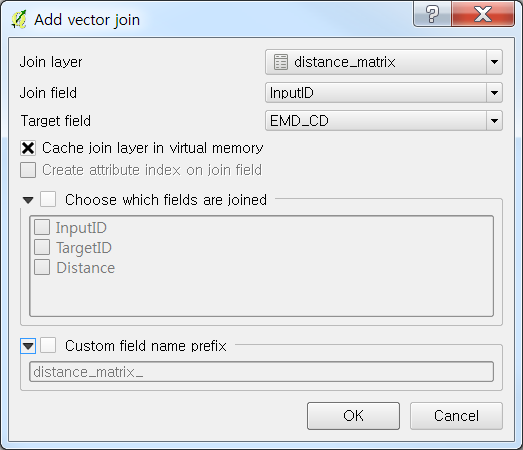 Add vector join
?
Join layer
distance_matrix
Join field
InputID
Target field
EMD_CD
Cache join layer in virtual memory
Create attribute index on join field
Choose which fields are joined
InputID
TargetID
Distance
Custom field name prefix
distance_matrix_
OK
Cancel